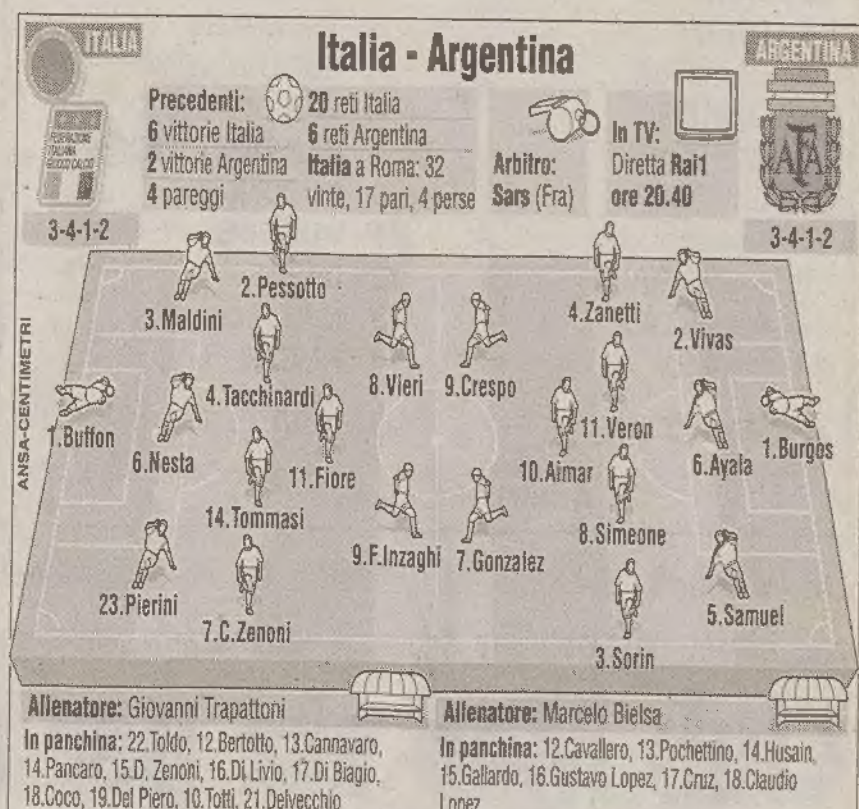 ITALIA
Italia - Argentina
ARGENTINA
FEDERAZIONE
ITALIANA
GIUOCO CALCIO
AFA
Precedenti:
6 vittorie Italia
2 vittorie Argentina
4 pareggi
20 reti Italia
6 reti Argentina
Italia a Roma: 32
vinte, 17 pari, 4 perse
Arbitro:
Sars (Fra)
In TV:
Diretta Rai1
ore 20.40
3-4-1-2
3-4-1-2
ANSA-CENTIMETRI
1.Buffon
3.Maldini
6.Nesta
23.Pierini
2.Pessotto
4.Tacchinardi
14.Tommasi
7.C.Zenoni
11.Fiore
8.Vieri
9.F.Inzaghi
9.Crespo
7.Gonzalez
10.Aimar
4.Zanetti
11.Veron
8.Simeone
3.Sorin
2.Vivas
6.Ayala
5.Samuel
1.Burgos
Allenatore: Giovanni Trapattoni
In panchina: 22.Toldo, 12.Bertotto, 13.Cannavaro,
14.Pancaro, 15.D. Zenoni, 16.Di Livio, 17.Di Biagio,
18.Coco, 19.Del Piero, 10.Totti, 21.Delvecchio
Allenatore: Marcelo Bielsa
In panchina: 12.Cavallero, 13.Pochettino, 14.Husain,
15.Gallardo, 16.Gustavo Lopez, 17.Cruz, 18.Claudio
Lopez